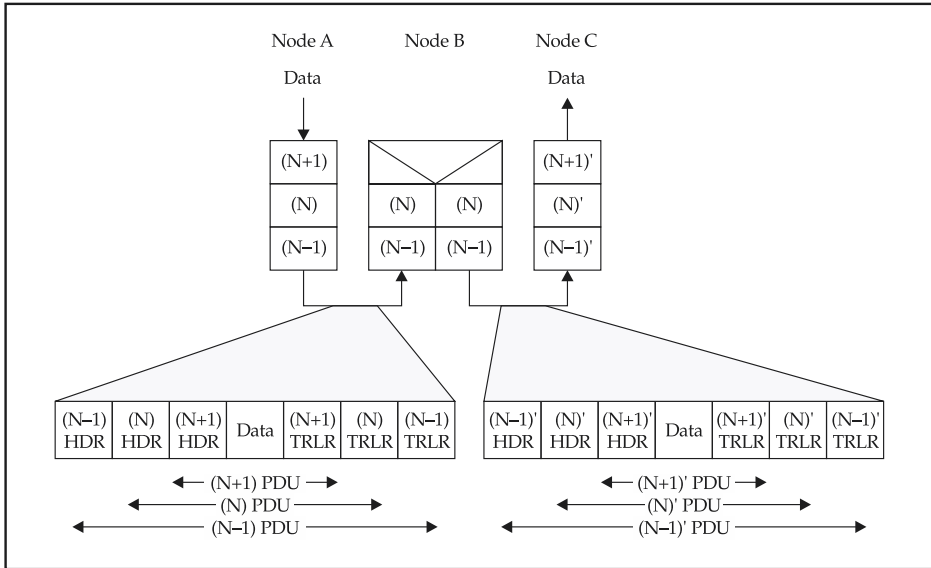 Node A Node B Node C
Data Data
(N+1) (N+1)'
(N) (N) (N) (N)'
(N–1) (N–1) (N–1) (N–1)'
(N–1) HDR
(N) HDR
(N+1) HDR
Data
(N+1) TRLR
(N) TRLR
(N–1) TRLR
(N–1)' HDR
(N)' HDR
(N+1)' HDR
Data
(N+1)' TRLR
(N)' TRLR
(N–1)' TRLR
(N+1) PDU
(N) PDU
(N–1) PDU
(N+1)' PDU
(N)' PDU
(N–1)' PDU